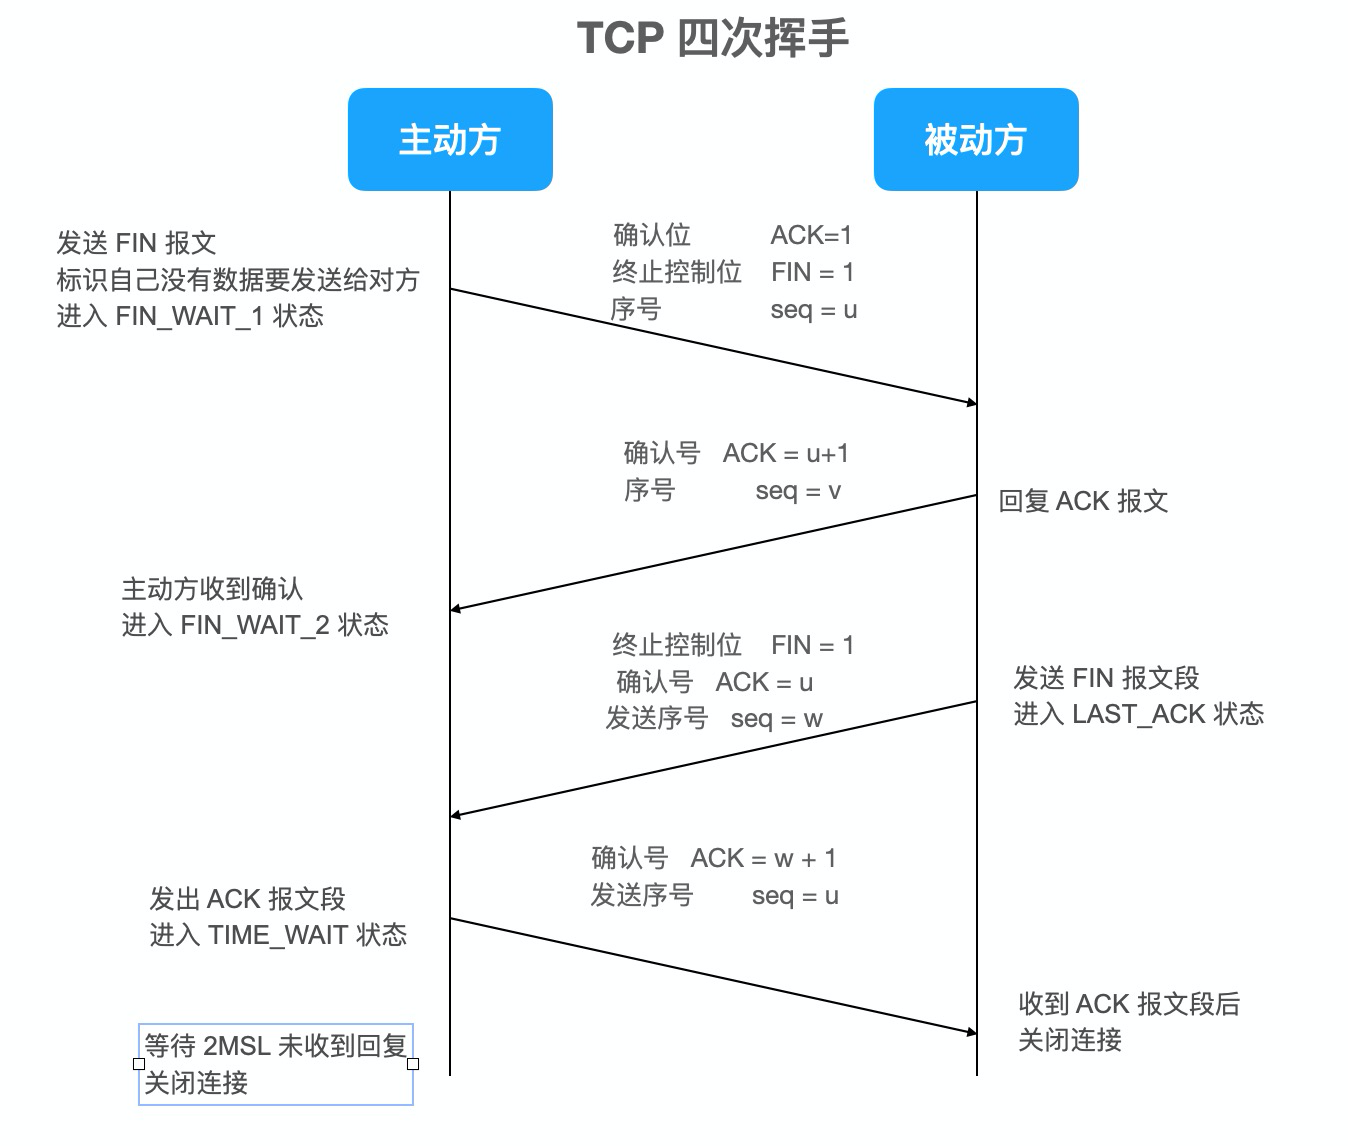 TCP 四次挥手
主动方
被动方
发送 FIN 报文
标识自己没有数据要发送给对方
进入 FIN_WAIT_1 状态
确认位 ACK=1
终止控制位 FIN = 1
序号 seq = u
确认号 ACK = u+1
序号 seq = v
回复 ACK 报文
主动方收到确认
进入 FIN_WAIT_2 状态
终止控制位 FIN = 1
确认号 ACK = u
发送序号 seq = w
发送 FIN 报文段
进入 LAST_ACK 状态
确认号 ACK = w + 1
发送序号 seq = u
发出 ACK 报文段
进入 TIME_WAIT 状态
收到 ACK 报文段后
关闭连接
等待 2MSL 未收到回复
关闭连接